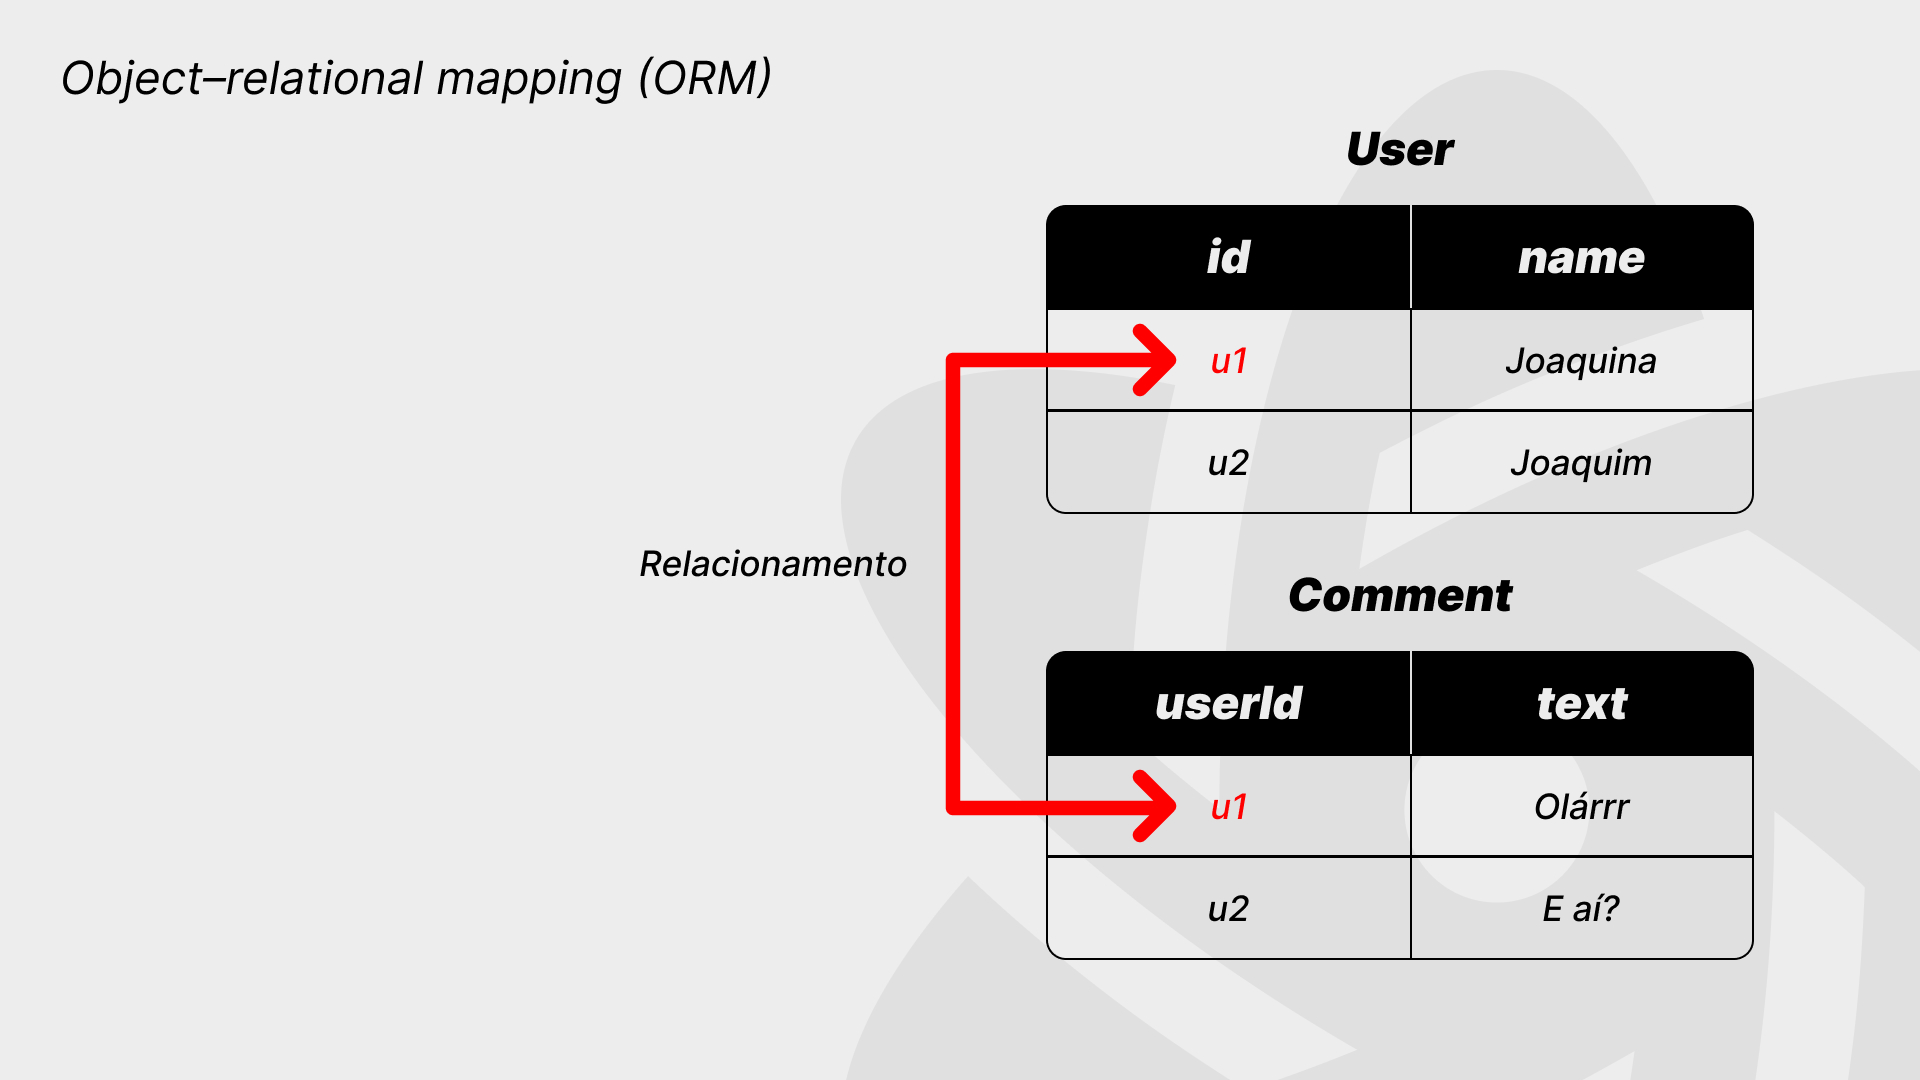 Object–relational mapping (ORM)
User
id name
u1 Joaquina
u2 Joaquim
Relacionamento
Comment
userId text
u1 Olárrr
u2 E aí?